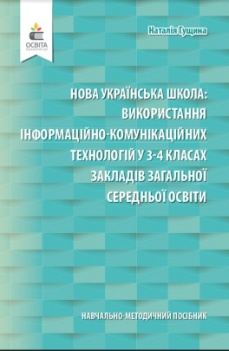 ОСВІТА
Наталія Гущина
НОВА УКРАЇНСЬКА ШКОЛА:
ВИКОРИСТАННЯ
ІНФОРМАЦІЙНО-КОМУНІКАЦІЙНИХ
ТЕХНОЛОГІЙ У 3-4 КЛАСАХ
ЗАКЛАДІВ ЗАГАЛЬНОЇ
СЕРЕДНЬОЇ ОСВІТИ
НАВЧАЛЬНО-МЕТОДИЧНИЙ ПОСІБНИК